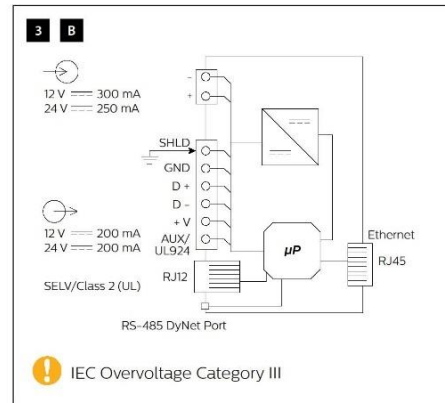 3 B
-
+
12 V 300 mA
24 V 250 mA
SHLD
GND
D +
D -
+ V
AUX/
UL924
12 V 200 mA
24 V 200 mA
RJ12
µP
Ethernet
RJ45
SELV/Class 2 (UL)
RS-485 DyNet Port
! IEC Overvoltage Category III